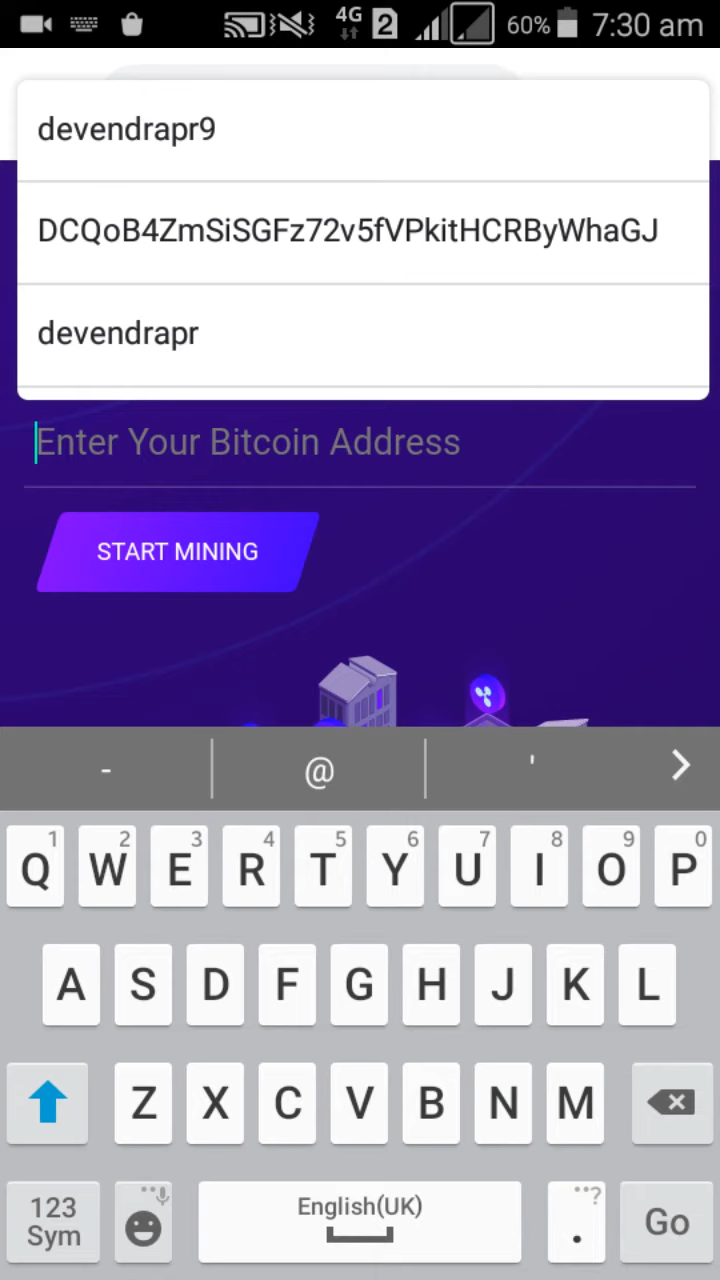 4G 2 60% 7:30 am
devendrapr9
DCQoB4ZmSiSGFz72v5fVPkitHCRByWhaGJ
devendrapr
Enter Your Bitcoin Address
START MINING
- @ '
1 2 3 4 5 6 7 8 9 0
Q W E R T Y U I O P
A S D F G H J K L
Z X C V B N M
123 English(UK) ?
Sym . Go